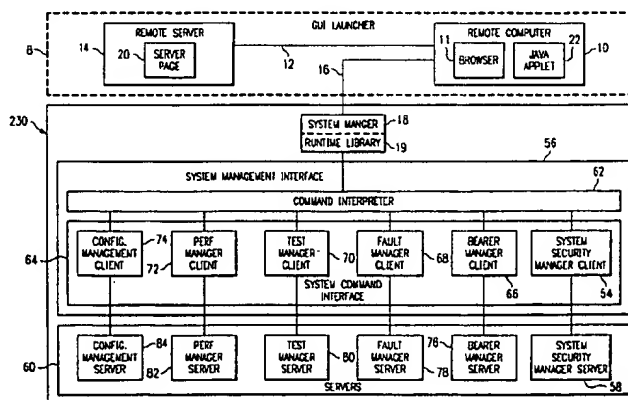 GUI LAUNCHER
8
14
REMOTE SERVER
20
SERVER
PAGE
12
16
REMOTE COMPUTER
11
BROWSER
22
JAVA
APPLET
10
230
SYSTEM MANGER
18
RUNTIME LIBRARY
19
56
SYSTEM MANAGEMENT INTERFACE
62
COMMAND INTERPRETER
64
CONFIG.
MANAGEMENT
CLIENT
74
72
PERF
MANAGER
CLIENT
TEST
MANAGER
CLIENT
70
FAULT
MANAGER
CLIENT
68
BEARER
MANAGER
CLIENT
66
SYSTEM
SECURITY
MANAGER CLIENT
54
SYSTEM COMMAND
INTERFACE
60
CONFIG.
MANAGEMENT
SERVER
84
82
PERF
MANAGER
SERVER
TEST
MANAGER
SERVER
80
FAULT
MANAGER
SERVER
78
76
BEARER
MANAGER
SERVER
SYSTEM
SECURITY
MANAGER SERVER
58
SERVERS